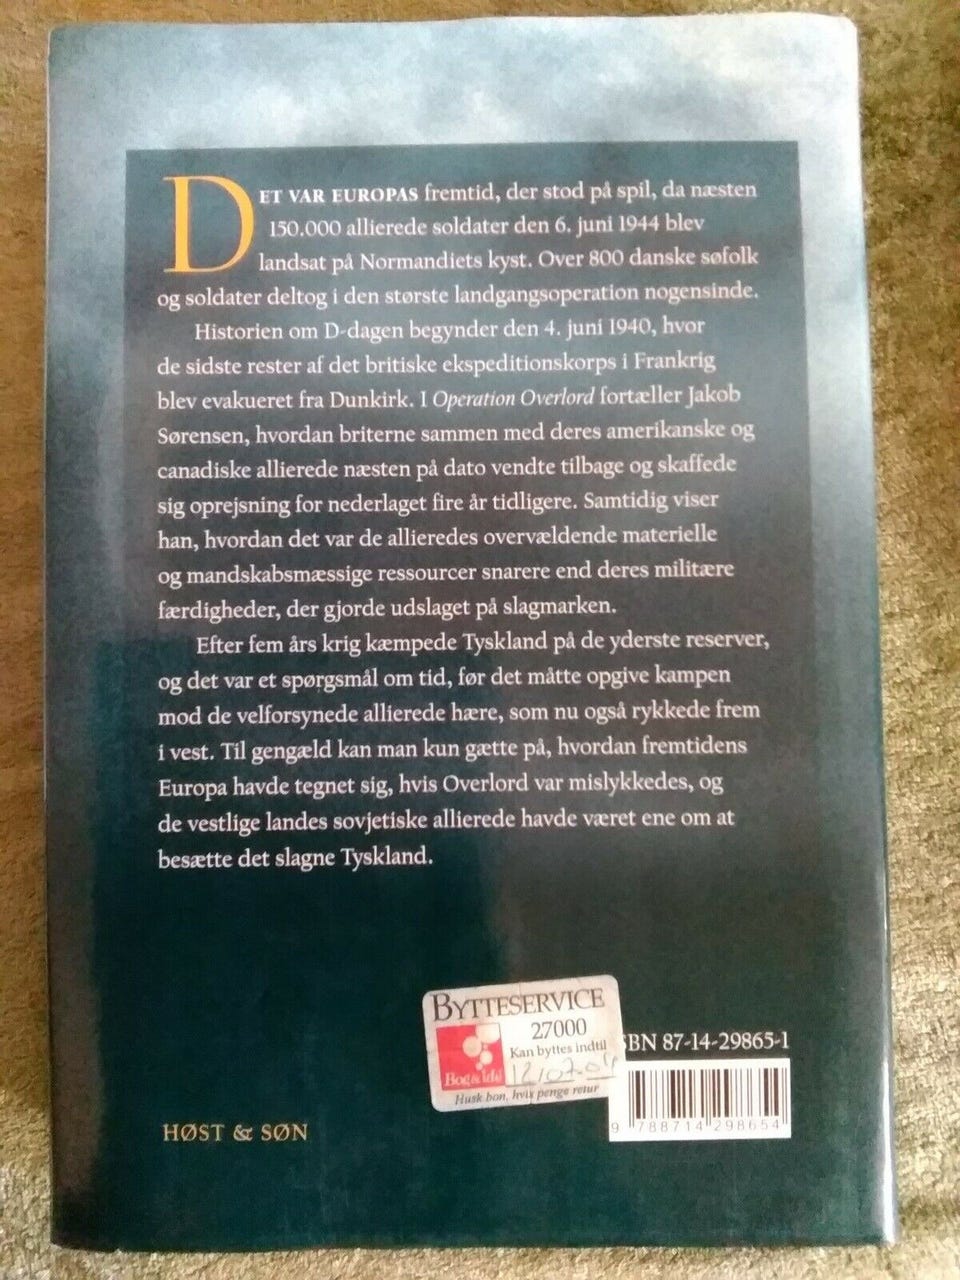 DET VAR EUROPAS fremtid, der stod på spil, da næsten
150.000 allierede soldater den 6. juni 1944 blev
landsat på Normandiets kyst. Over 800 danske søfolk
og soldater deltog i den største landgangsoperation nogensinde.
Historien om D-dagen begynder den 4. juni 1940, hvor
de sidste rester af det britiske ekspeditionskorps i Frankrig
blev evakueret fra Dunkirk. I Operation Overlord fortæller Jakob
Sørensen, hvordan briterne sammen med deres amerikanske og
canadiske allierede næsten på dato vendte tilbage og skaffede
sig oprejsning for nederlaget fire år tidligere. Samtidig viser
han, hvordan det var de allieredes overvældende materielle
og mandskabsmæssige ressourcer snarere end deres militære
færdigheder, der gjorde udslaget på slagmarken.
Efter fem års krig kæmpede Tyskland på de yderste reserver,
og det var et spørgsmål om tid, før det måtte opgive kampen
mod de velforsynede allierede hære, som nu også rykkede frem
i vest. Til gengæld kan man kun gætte på, hvordan fremtidens
Europa havde tegnet sig, hvis Overlord var mislykkedes, og
de vestlige landes sovjetiske allierede havde været ene om at
besætte det slagne Tyskland.
BYTTESERVICE
27000
Kan byttes indtil
12/07-04
Bog&idé
Husk bon, hvis penge retur
SBN 87-14-29865-1
9 788714 298654
HØST & SØN